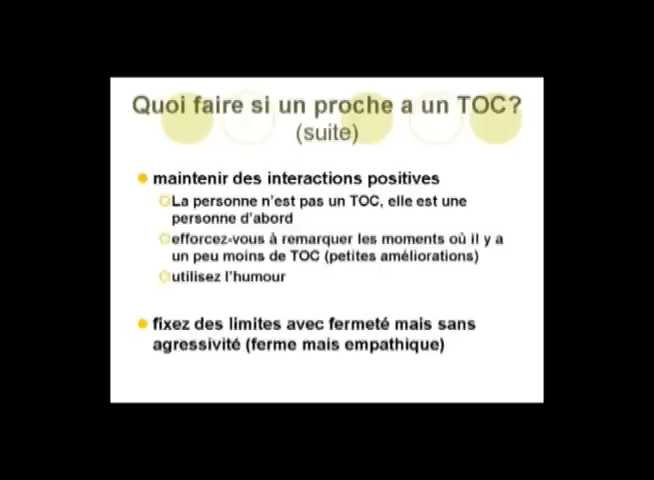 Quoi faire si un proche a un TOC?
(suite)
maintenir des interactions positives
La personne n'est pas un TOC, elle est une
personne d'abord
efforcez-vous à remarquer les moments où il y a
un peu moins de TOC (petites améliorations)
utilisez l'humour
fixez des limites avec fermeté mais sans
agressivité (ferme mais empathique)